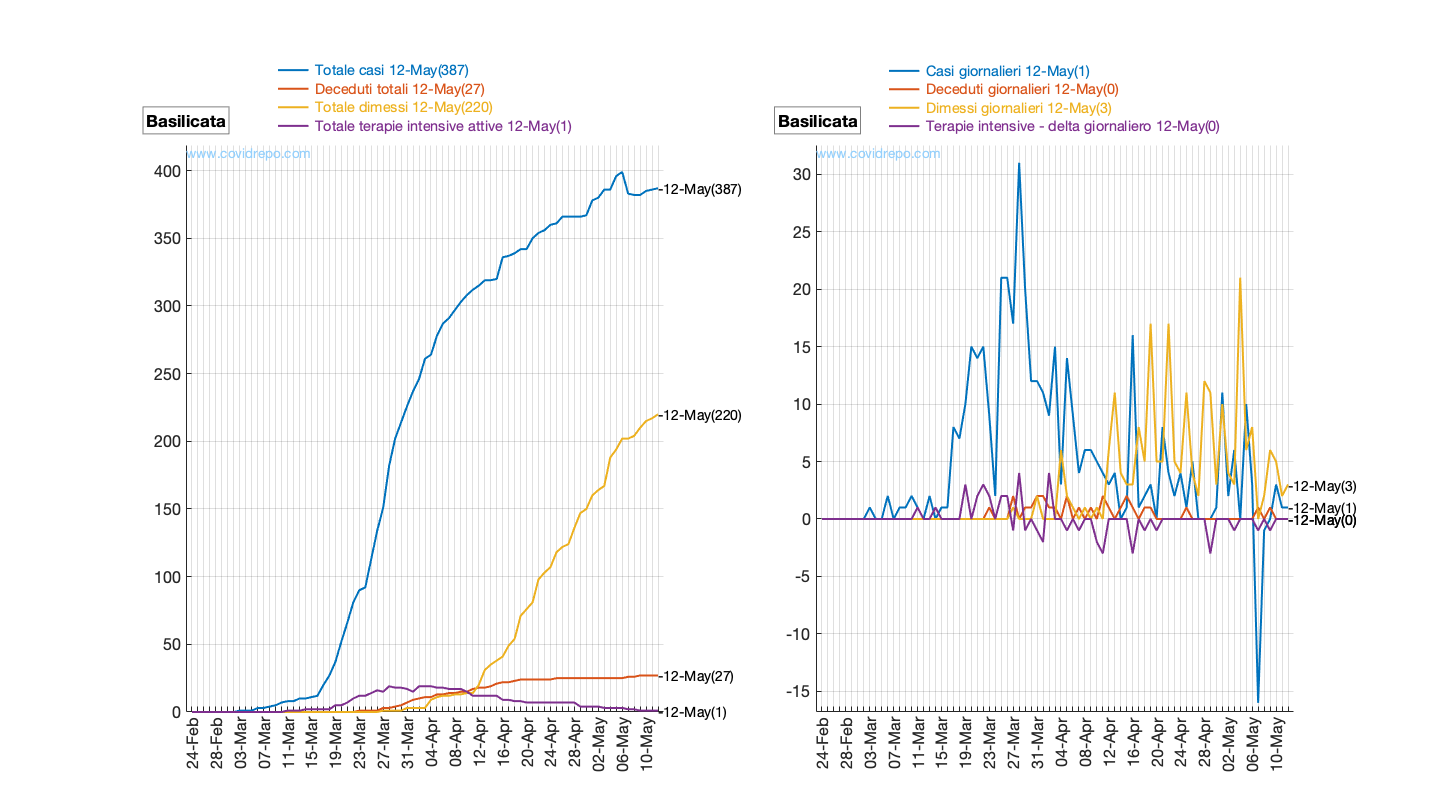 Totale casi 12-May(387)
Deceduti totali 12-May(27)
Totale dimessi 12-May(220)
Totale terapie intensive attive 12-May(1)
Basilicata
www.covidrepo.com
400
350
300
250
200
150
100
50
0
12-May(387)
12-May(220)
12-May(27)
12-May(1)
24-Feb
28-Feb
03-Mar
07-Mar
11-Mar
15-Mar
19-Mar
23-Mar
27-Mar
31-Mar
04-Apr
08-Apr
12-Apr
16-Apr
20-Apr
24-Apr
28-Apr
02-May
06-May
10-May
Casi giornalieri 12-May(1)
Deceduti giornalieri 12-May(0)
Dimessi giornalieri 12-May(3)
Terapie intensive - delta giornaliero 12-May(0)
Basilicata
www.covidrepo.com
30
25
20
15
10
5
0
-5
-10
-15
12-May(3)
12-May(1)
12-May(0)
24-Feb
28-Feb
03-Mar
07-Mar
11-Mar
15-Mar
19-Mar
23-Mar
27-Mar
31-Mar
04-Apr
08-Apr
12-Apr
16-Apr
20-Apr
24-Apr
28-Apr
02-May
06-May
10-May